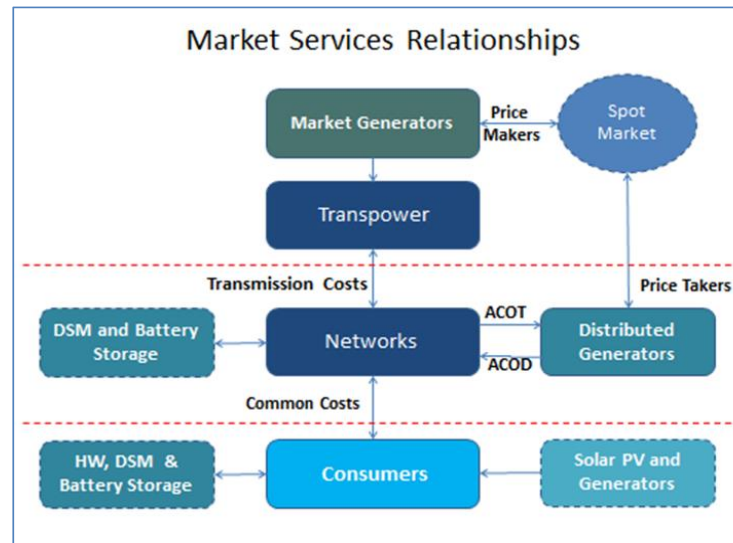 Market Services Relationships
Market Generators
Price
Makers
Spot
Market
Transpower
Transmission Costs
Price Takers
DSM and Battery
Storage
Networks
ACOT
ACOD
Distributed
Generators
Common Costs
HW, DSM &
Battery Storage
Consumers
Solar PV and
Generators